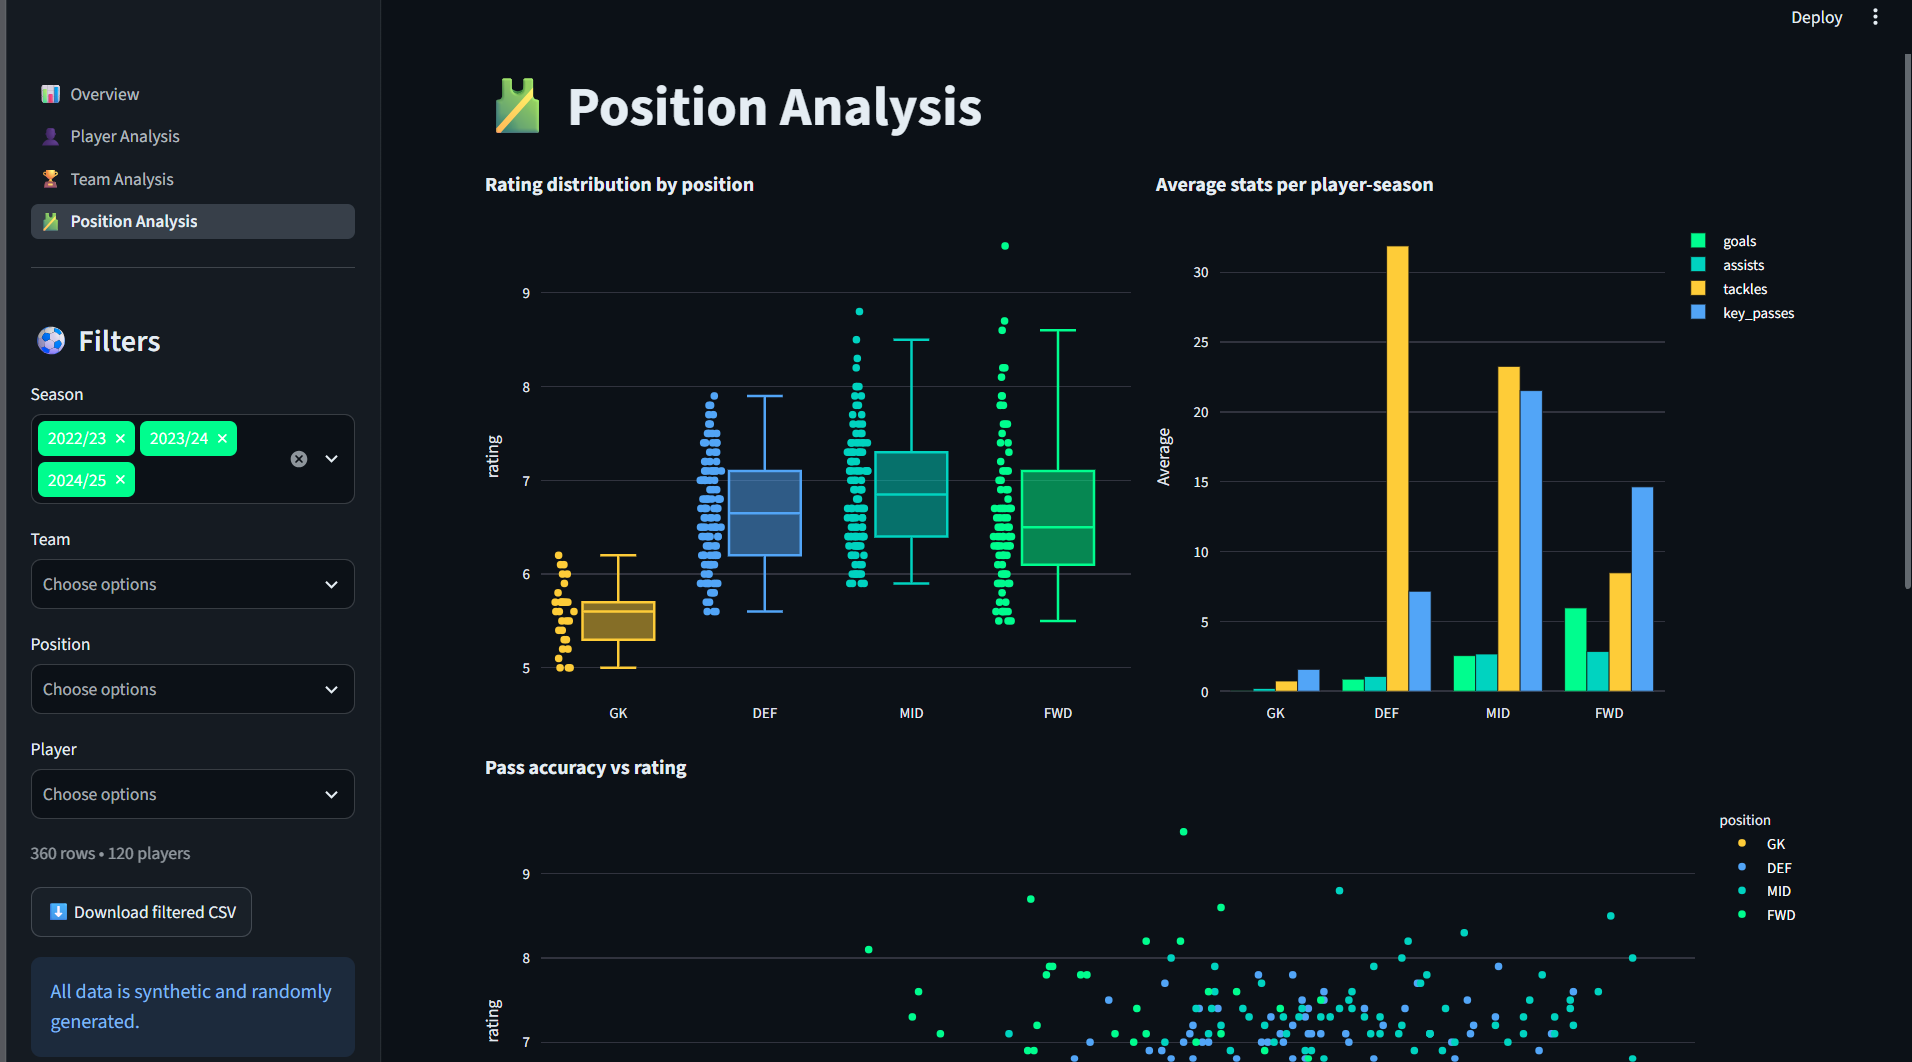 Deploy
Overview
Player Analysis
Team Analysis
Position Analysis
Filters
Season
2022/23 × 2023/24 ×
2024/25 ×
Team
Choose options
Position
Choose options
Player
Choose options
360 rows • 120 players
Download filtered CSV
All data is synthetic and randomly
generated.
Position Analysis
Rating distribution by position
rating
9
8
7
6
5
GK DEF MID FWD
Average stats per player-season
Average
30
25
20
15
10
5
0
GK DEF MID FWD
goals
assists
tackles
key_passes
Pass accuracy vs rating
rating
9
8
7
position
GK
DEF
MID
FWD